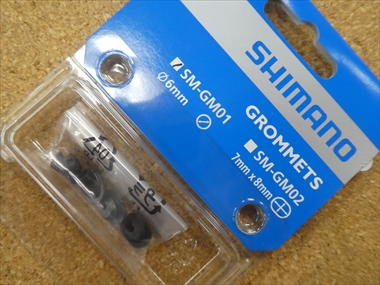 SHIMANO
GROMMETS
SM-GM01
Ø6mm
SM-GM02
7mm x 8mm